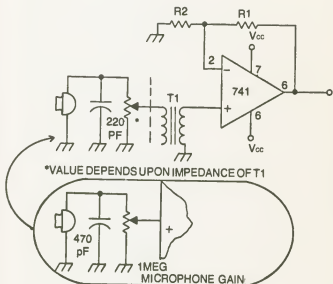 R2
R1
Vcc
2
-
7
741
6
+
6
Vcc
T1
220
PF
*
*VALUE DEPENDS UPON IMPEDANCE OF T1
470
pF
+
1MEG
MICROPHONE GAIN